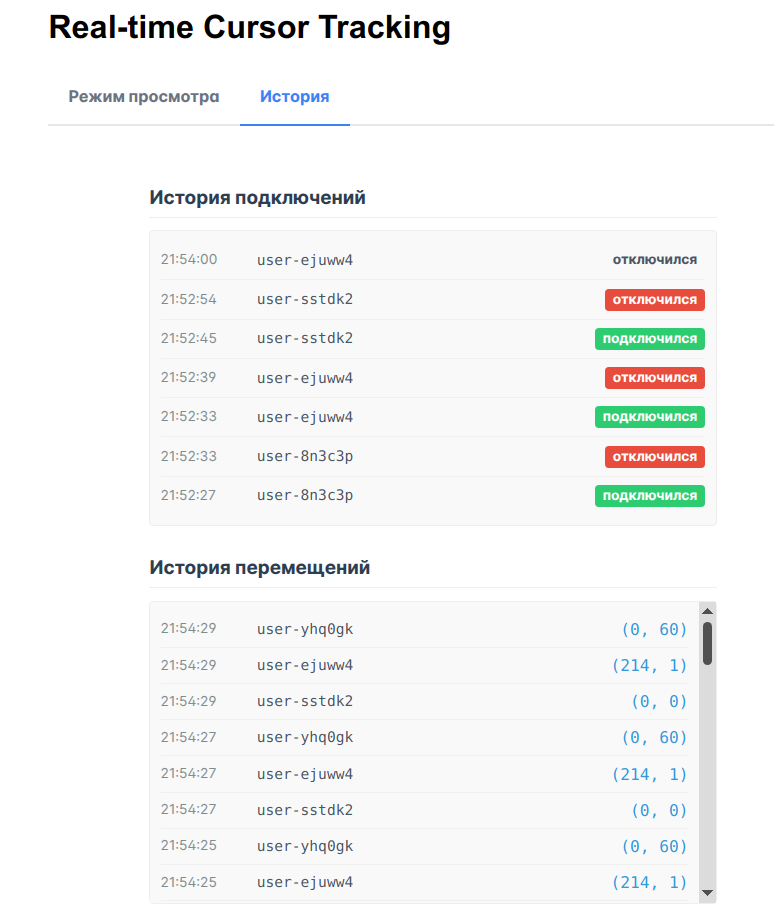 Real-time Cursor Tracking
Режим просмотра История
История подключений
21:54:00 user-ejuww4 отключился
21:52:54 user-sstdk2 отключился
21:52:45 user-sstdk2 подключился
21:52:39 user-ejuww4 отключился
21:52:33 user-ejuww4 подключился
21:52:33 user-8n3c3p отключился
21:52:27 user-8n3c3p подключился
История перемещений
21:54:29 user-yhq0gk (0, 60)
21:54:29 user-ejuww4 (214, 1)
21:54:29 user-sstdk2 (0, 0)
21:54:27 user-yhq0gk (0, 60)
21:54:27 user-ejuww4 (214, 1)
21:54:27 user-sstdk2 (0, 0)
21:54:25 user-yhq0gk (0, 60)
21:54:25 user-ejuww4 (214, 1)